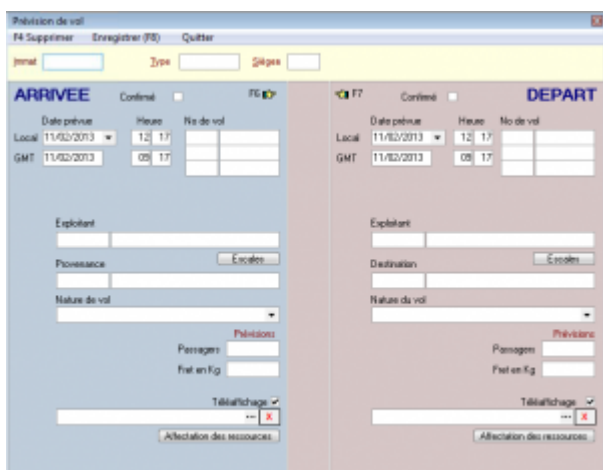 Prévision de vol
F4 Supprimer Enregistrer (F8) Quitter
Immat Type Sièges
ARRIVEE Confirmé F6
Date prévue Heure No de vol
Local 11/02/2013 12 17
GMT 11/02/2013 09 17
Exploitant
Escales
Provenance
Nature de vol
Prévisions
Passagers
Fret en Kg
Téléaffichage
... X
Affectation des ressources
F7 Confirmé DEPART
Date prévue Heure No de vol
Local 11/02/2013 12 17
GMT 11/02/2013 09 17
Exploitant
Escales
Destination
Nature du vol
Prévisions
Passagers
Fret en Kg
Téléaffichage
... X
Affectation des ressources